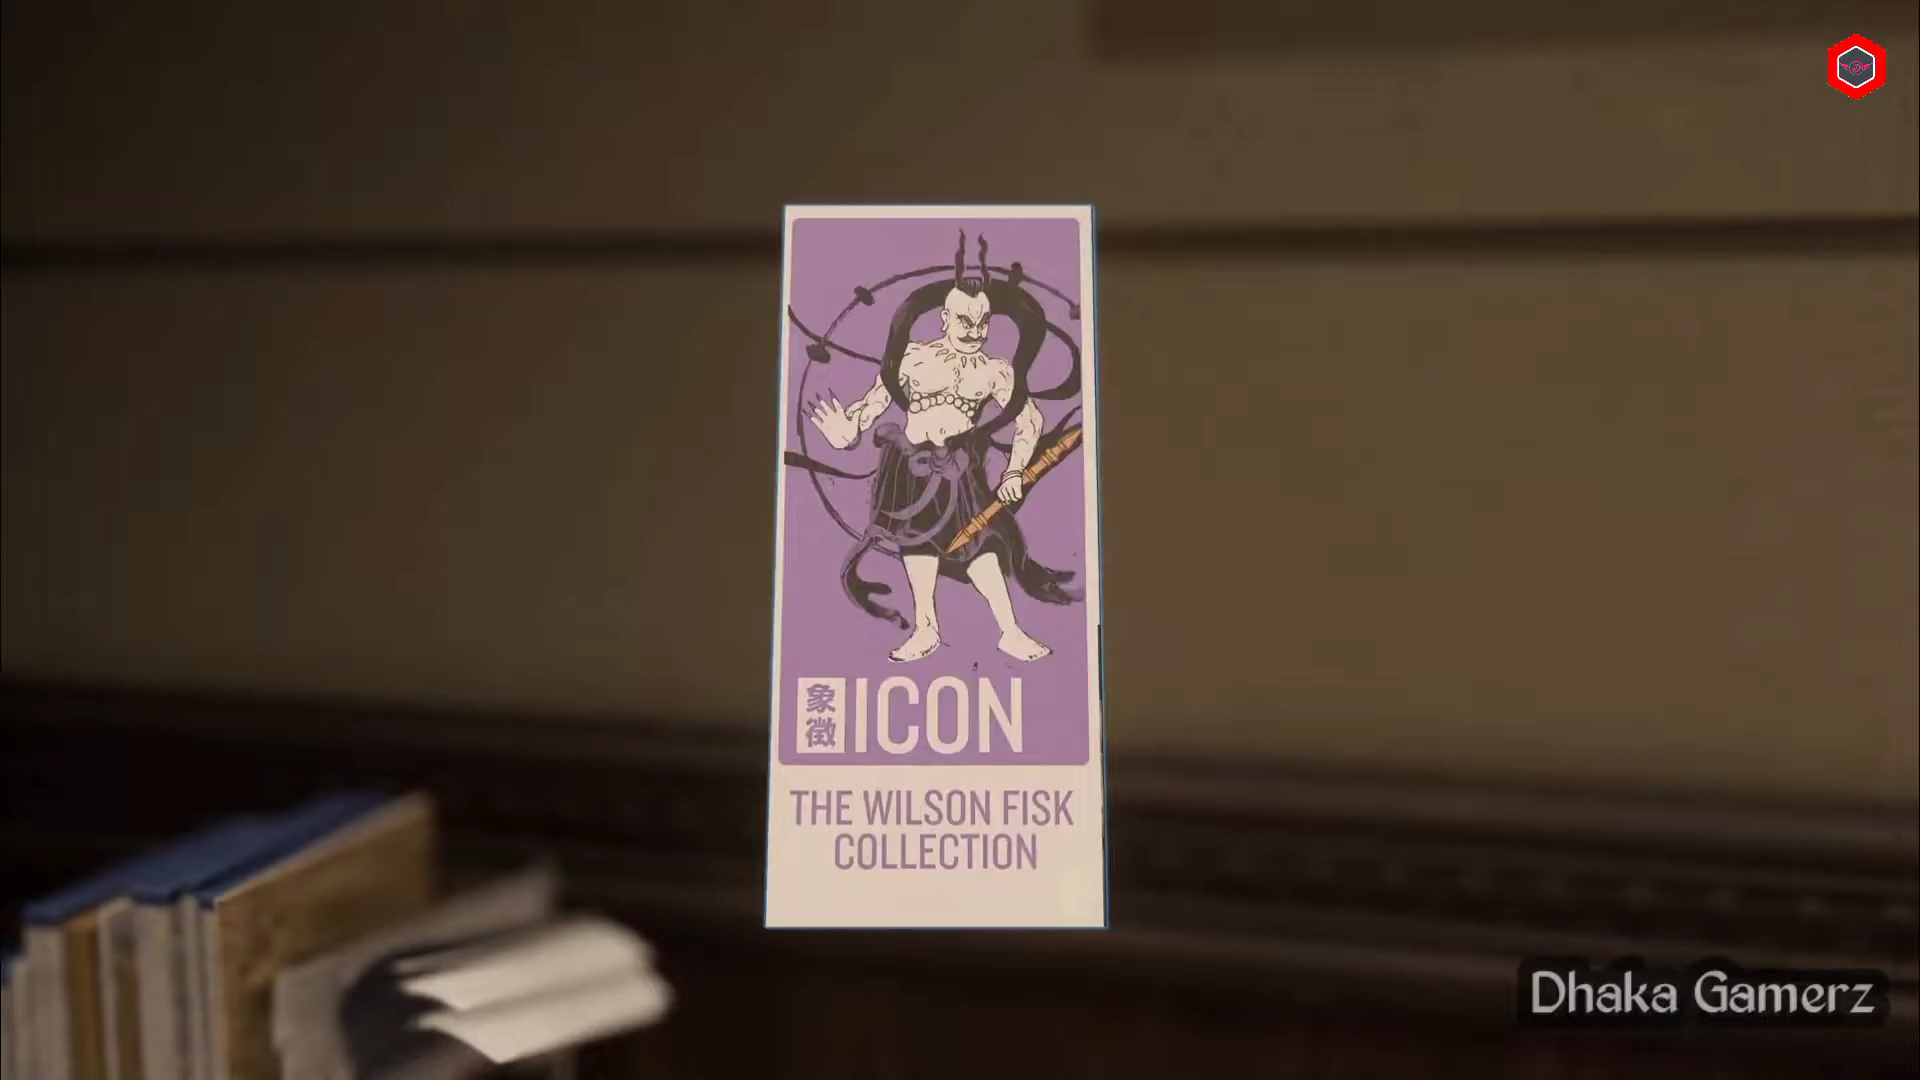 象徴
ICON
THE WILSON FISK
COLLECTION
Dhaka Gamerz